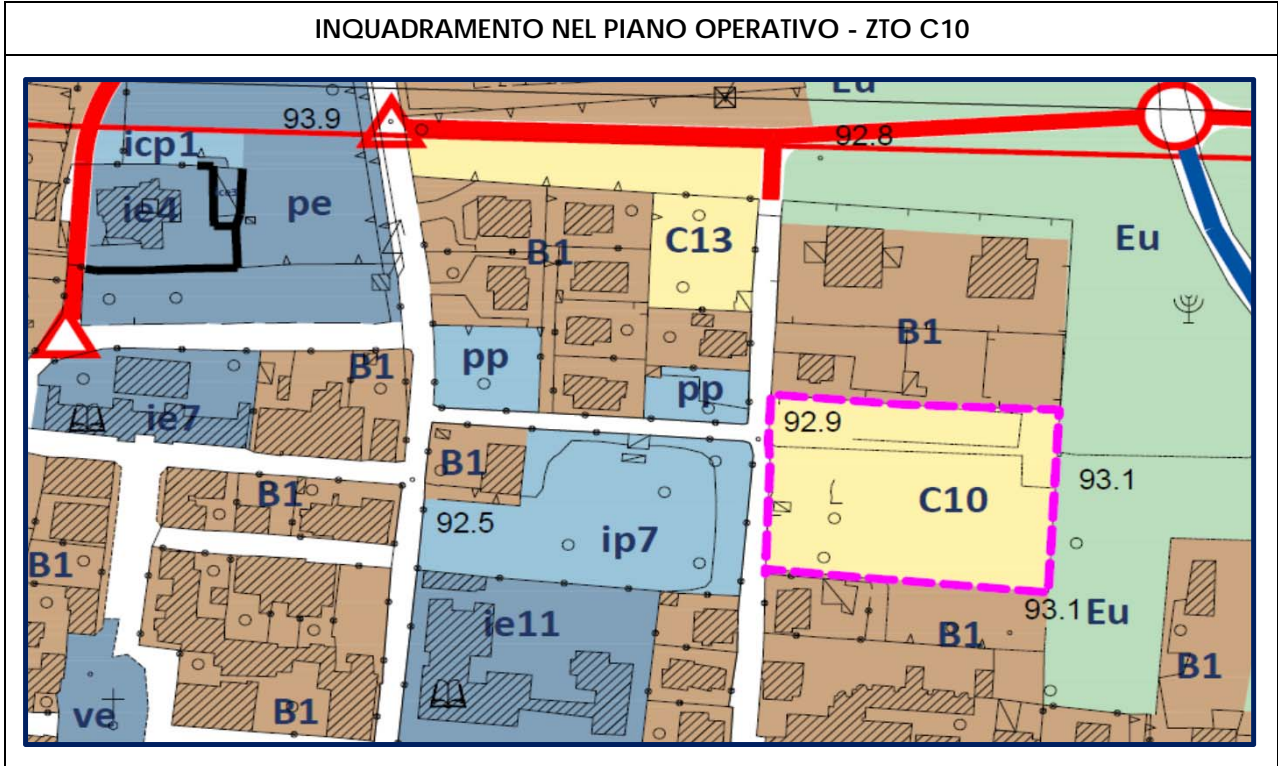 INQUADRAMENTO NEL PIANO OPERATIVO - ZTO C10
Eu
93.9
92.8
icp1
ie4
pe
C13
B1
Eu
B1
B1
pp
pp
ie7
92.9
B1
93.1
C10
B1
92.5
ip7
B1
93.1
Eu
ie11
B1
B1
ve
B1